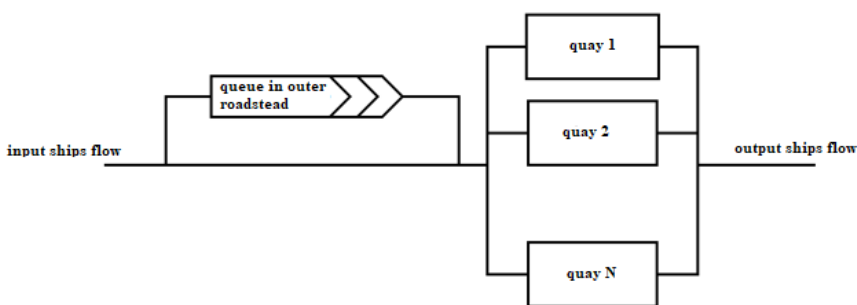 input ships flow
queue in outer
roadstead
quay 1
quay 2
quay N
output ships flow